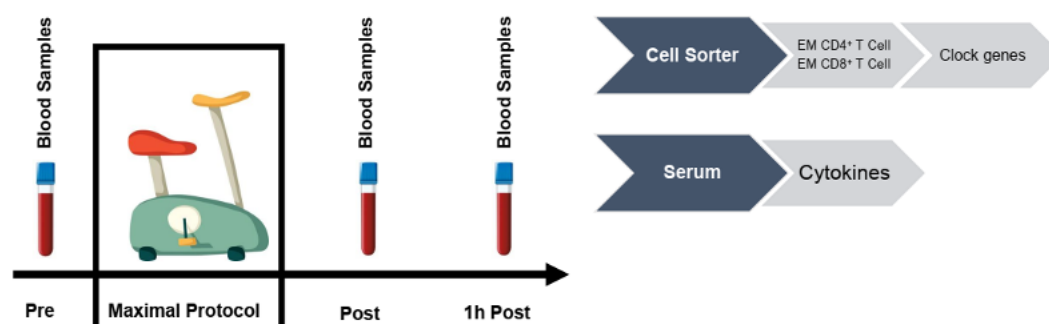 Blood Samples
Blood Samples
Blood Samples
Pre
Maximal Protocol
Post
1h Post
Cell Sorter
EM CD4⁺ T Cell
EM CD8⁺ T Cell
Clock genes
Serum
Cytokines